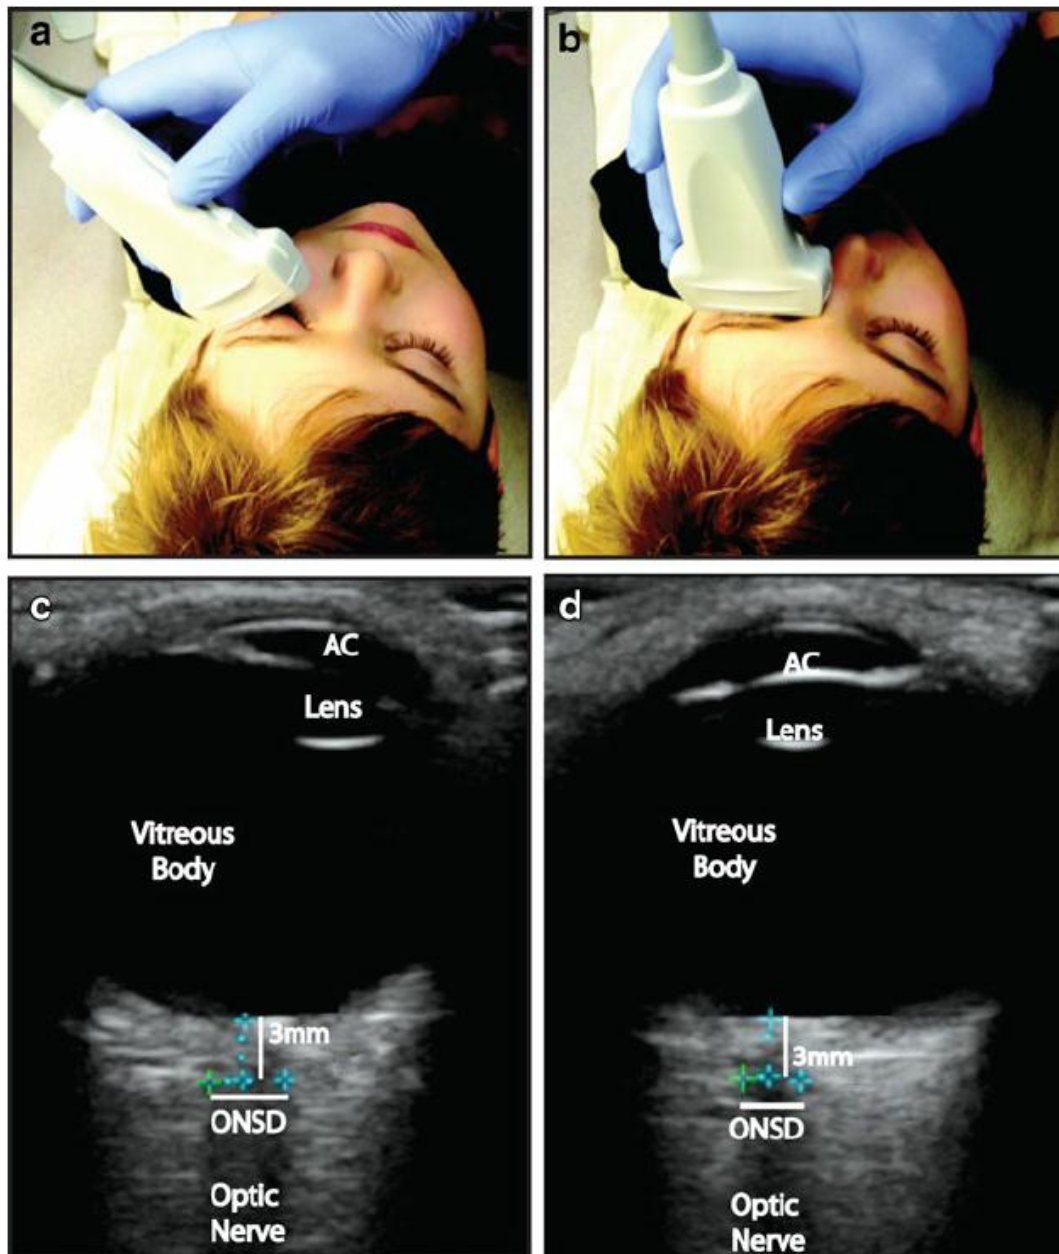 a
b
c
AC
Lens
Vitreous
Body
3mm
ONSD
Optic
Nerve
d
AC
Lens
Vitreous
Body
3mm
ONSD
Optic
Nerve